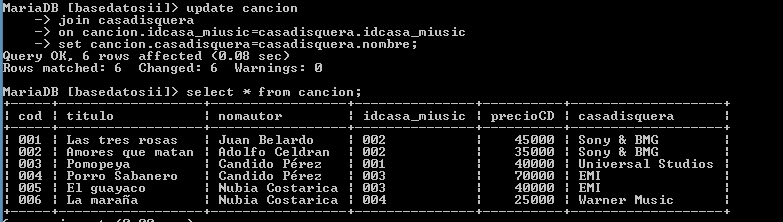 MariaDB [basedatosii]> update cancion
    -> join casadisquera
    -> on cancion.idcasa_miusic=casadisquera.idcasa_miusic
    -> set cancion.casadisquera=casadisquera.nombre;
Query OK, 6 rows affected (0.08 sec)
Rows matched: 6  Changed: 6  Warnings: 0
MariaDB [basedatosii]> select * from cancion;
| cod | titulo | nomautor | idcasa_miusic | precioCD | casadisquera |
| 001 | Las tres rosas | Juan Belardo | 002 | 45000 | Sony & BMG |
| 002 | Amores que matan | Adolfo Celdran | 002 | 35000 | Sony & BMG |
| 003 | Pomopeya | Candido Pérez | 001 | 40000 | Universal Studios |
| 004 | Porro Sabanero | Candido Pérez | 003 | 70000 | EMI |
| 005 | El guayaco | Nubia Costarica | 003 | 40000 | EMI |
| 006 | La maraña | Nubia Costarica | 004 | 25000 | Warner Music |